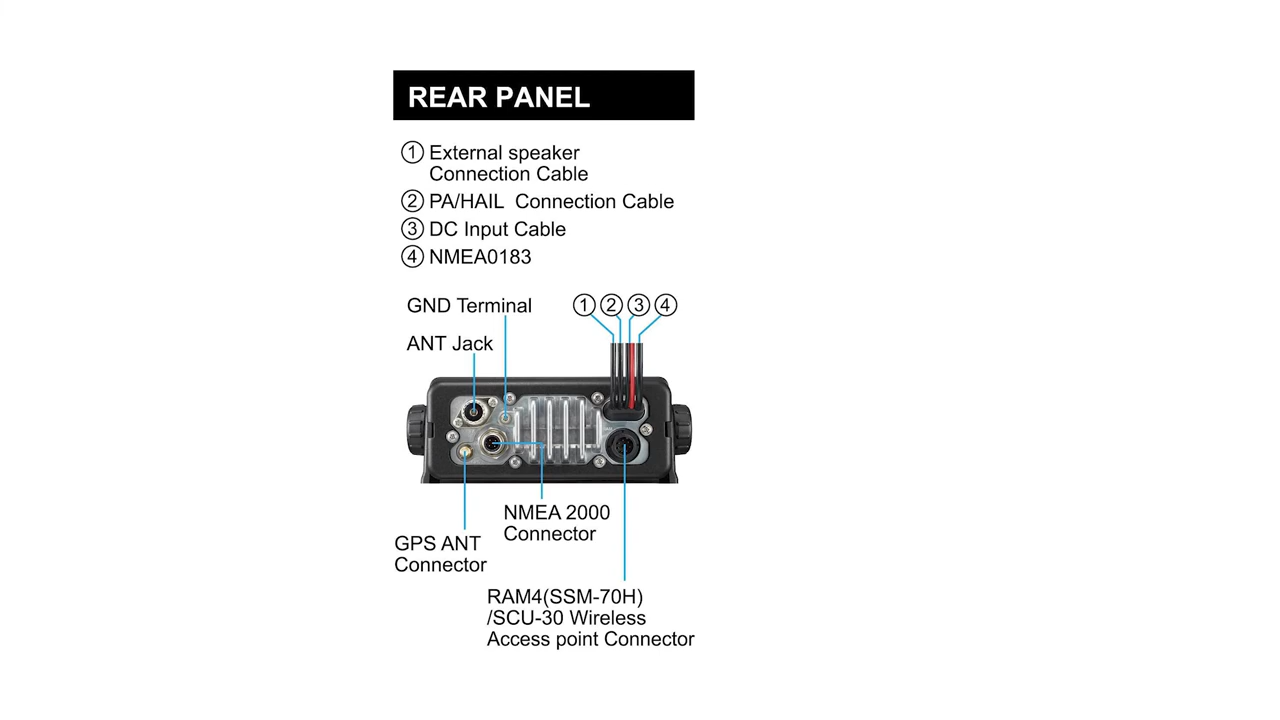 REAR PANEL
① External speaker
Connection Cable
② PA/HAIL Connection Cable
③ DC Input Cable
④ NMEA0183
GND Terminal
① ② ③ ④
ANT Jack
NMEA 2000
Connector
GPS ANT
Connector
RAM4(SSM-70H)
/SCU-30 Wireless
Access point Connector